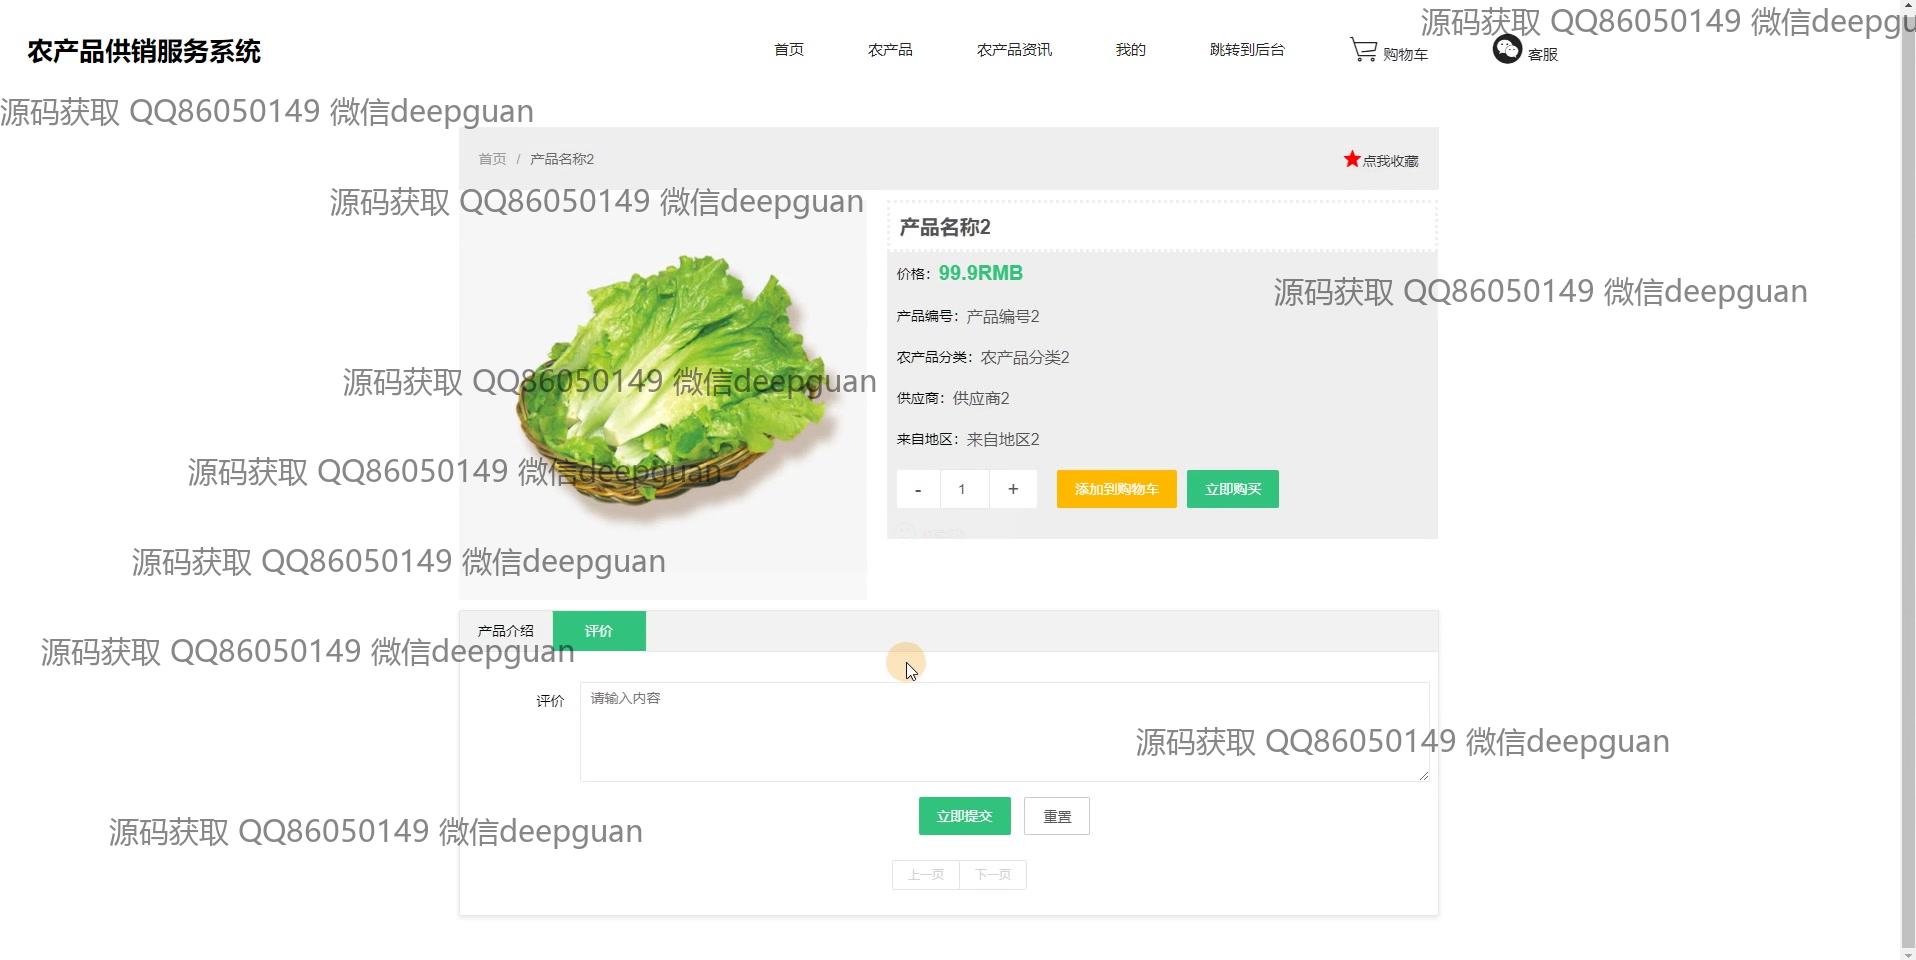 源码获取 QQ86050149 微信deepgu
农产品供销服务系统
首页 农产品 农产品资讯 我的 跳转到后台 购物车 客服
源码获取 QQ86050149 微信deepguan
首页 / 产品名称2 点我收藏
源码获取 QQ86050149 微信deepguan
产品名称2
价格：99.9RMB
源码获取 QQ86050149 微信deepguan
产品编号：产品编号2
农产品分类：农产品分类2
源码获取 QQ86050149 微信deepguan
供应商：供应商2
来自地区：来自地区2
源码获取 QQ86050149 微信deepguan
- 1 + 添加到购物车 立即购买
源码获取 QQ86050149 微信deepguan
产品介绍 评价
源码获取 QQ86050149 微信deepguan
评价 请输入内容
源码获取 QQ86050149 微信deepguan
立即提交 重置
源码获取 QQ86050149 微信deepguan
上一页 下一页